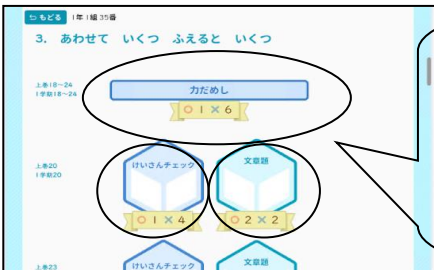 もどる 1年1組35番
3. あわせて いくつ ふえると いくつ
上巻18~24
1学期18~24
力だめし
○1×6
上巻20
1学期20
けいさんチェック 文章題
○1×4 ○2×2
上巻23
けいさんチェック 文章題